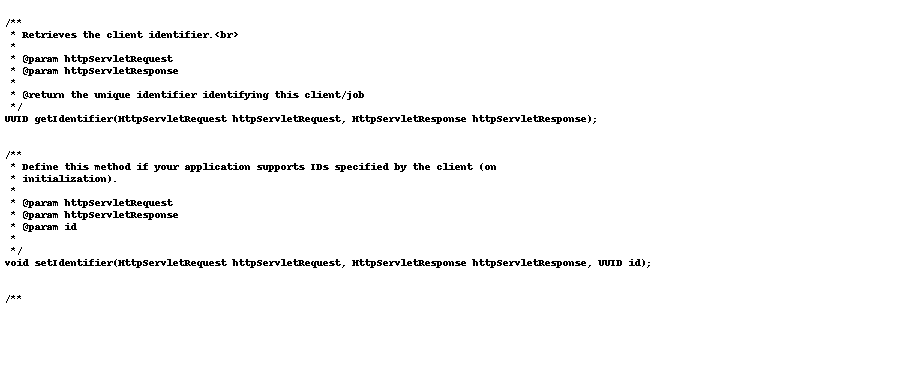 /**
 * Retrieves the client identifier.<br>
 *
 * @param httpServletRequest
 * @param httpServletResponse
 *
 * @return the unique identifier identifying this client/job
 */
UUID getIdentifier(HttpServletRequest httpServletRequest, HttpServletResponse httpServletResponse);
/**
 * Define this method if your application supports IDs specified by the client (on
 * initialization).
 *
 * @param httpServletRequest
 * @param httpServletResponse
 * @param id
 *
 */
void setIdentifier(HttpServletRequest httpServletRequest, HttpServletResponse httpServletResponse, UUID id);
/**